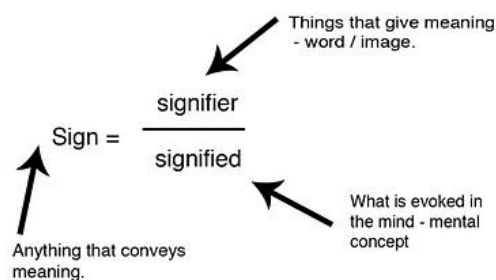 Things that give meaning
- word / image.
signifier
Sign =
signified
What is evoked in
the mind - mental
concept
Anything that conveys
meaning.